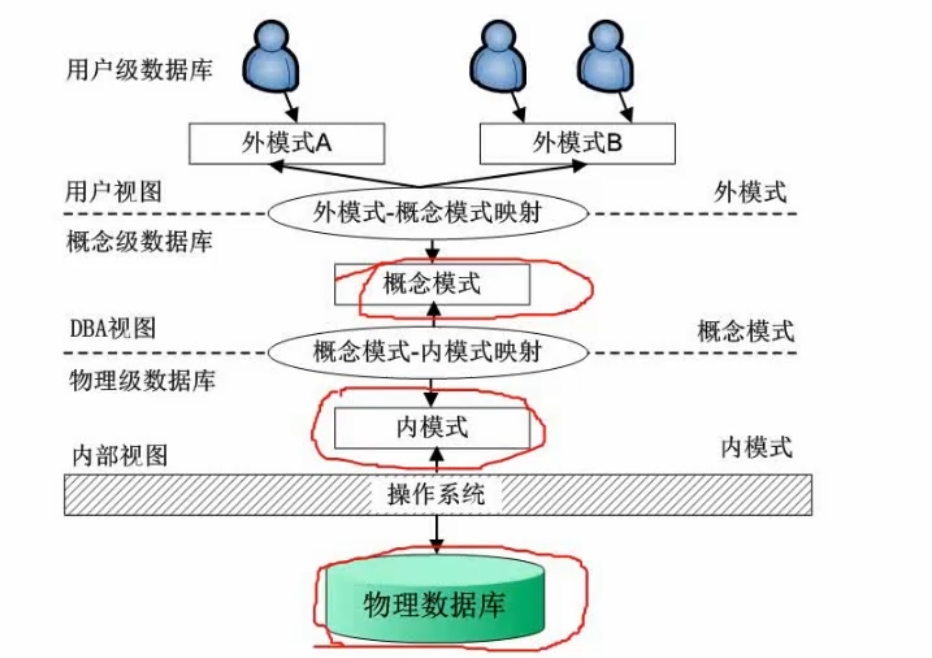 用户级数据库
外模式A
外模式B
用户视图
外模式-概念模式映射
外模式
概念级数据库
概念模式
DBA视图
概念模式
概念模式-内模式映射
物理级数据库
内模式
内部视图
内模式
操作系统
物理数据库